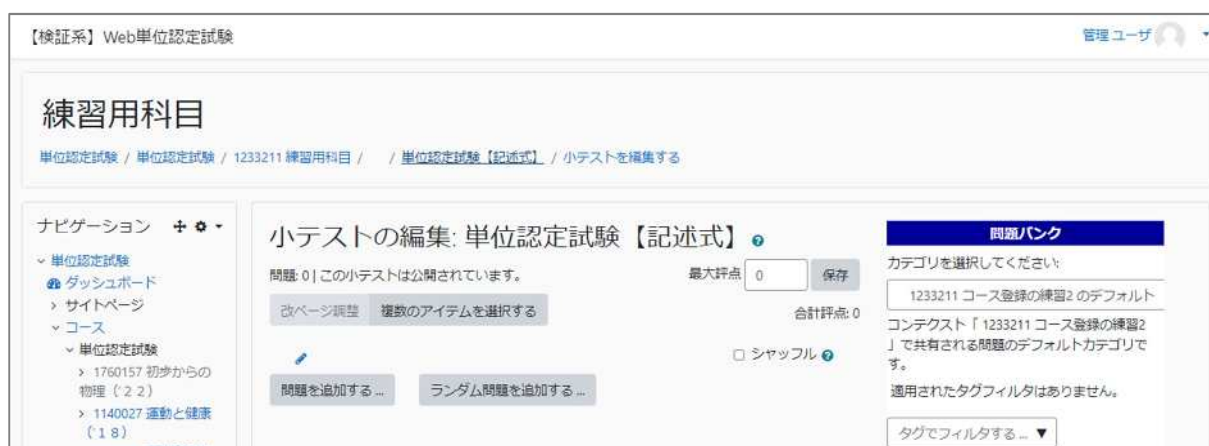 【検証系】Web単位認定試験
管理 ユーザ
練習用科目
単位認定試験 / 単位認定試験 / 1233211 練習用科目 / / 単位認定試験【記述式】 / 小テストを編集する
ナビゲーション
単位認定試験
ダッシュボード
サイトページ
コース
単位認定試験
1760157 初歩からの
物理（'２２）
1140027 運動と健康
（'１８）
小テストの編集: 単位認定試験【記述式】
問題: 0 | この小テストは公開されています。
最大評点 0 保存
改ページ調整 複数のアイテムを選択する
合計評点: 0
シャッフル
問題を追加する ...
ランダム問題を追加する ...
問題バンク
カテゴリを選択してください:
1233211 コース登録の練習2 のデフォルト
コンテクスト「 1233211 コース登録の練習2
」で共有される問題のデフォルトカテゴリで
す。
適用されたタグフィルタはありません。
タグでフィルタする ... ▼